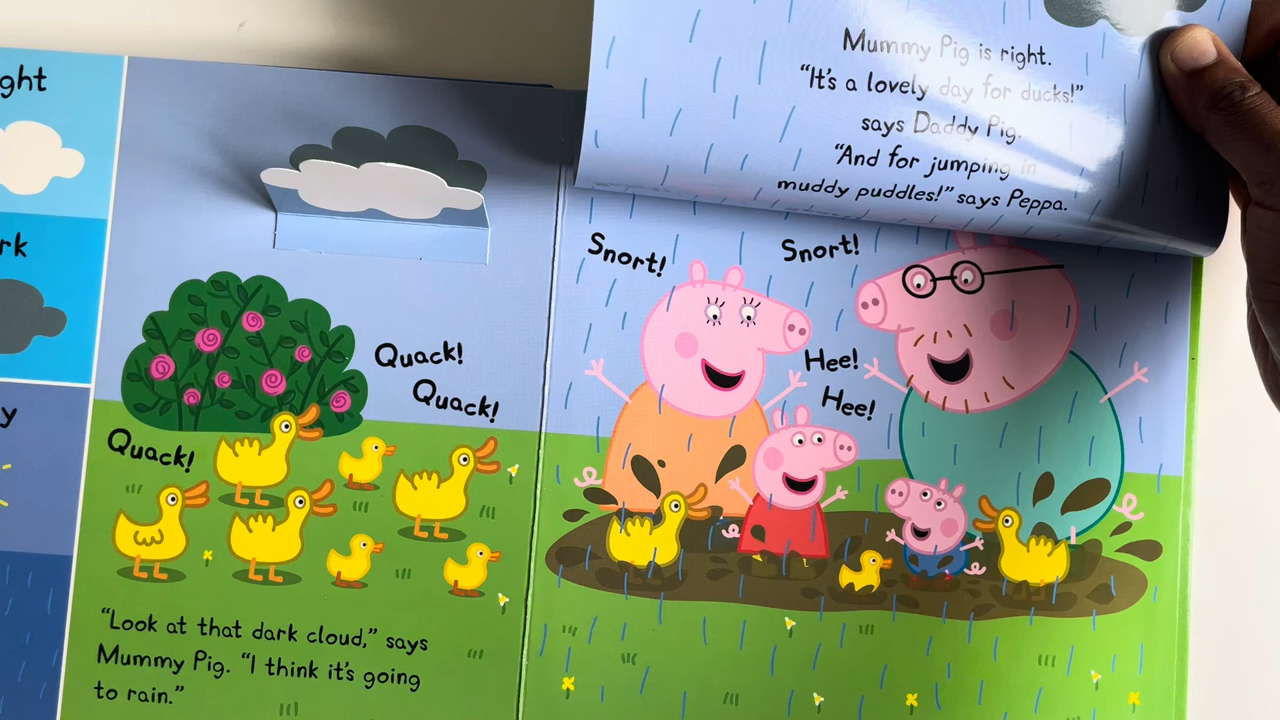 ght
rk
y
Quack!
Quack!
Quack!
“Look at that dark cloud,” says
Mummy Pig. “I think it’s going
to rain.”
Mummy Pig is right.
“It’s a lovely day for ducks!”
says Daddy Pig.
“And for jumping in
muddy puddles!” says Peppa.
Snort!
Snort!
Hee!
Hee!